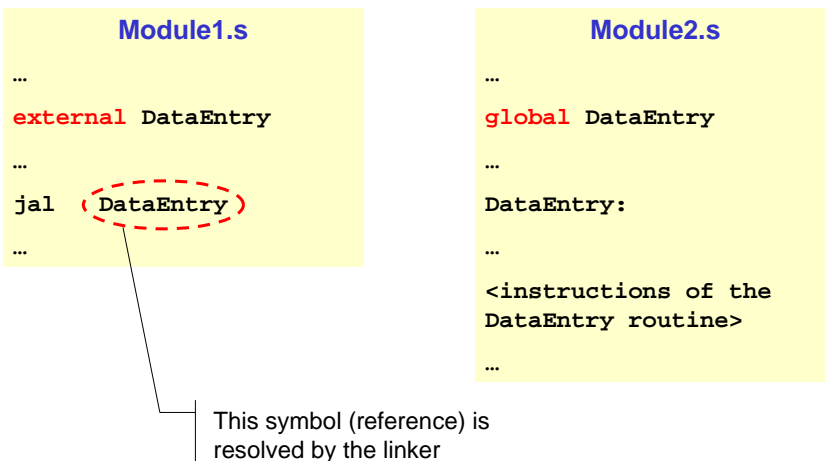 Module1.s
…
external DataEntry
…
jal DataEntry
…
Module2.s
…
global DataEntry
…
DataEntry:
…
<instructions of the
DataEntry routine>
…
This symbol (reference) is
resolved by the linker